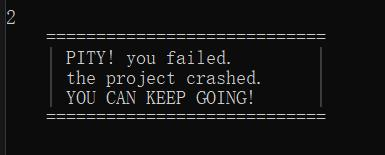 2
============================
| PITY! you failed.         |
| the project crashed.      |
| YOU CAN KEEP GOING!       |
============================